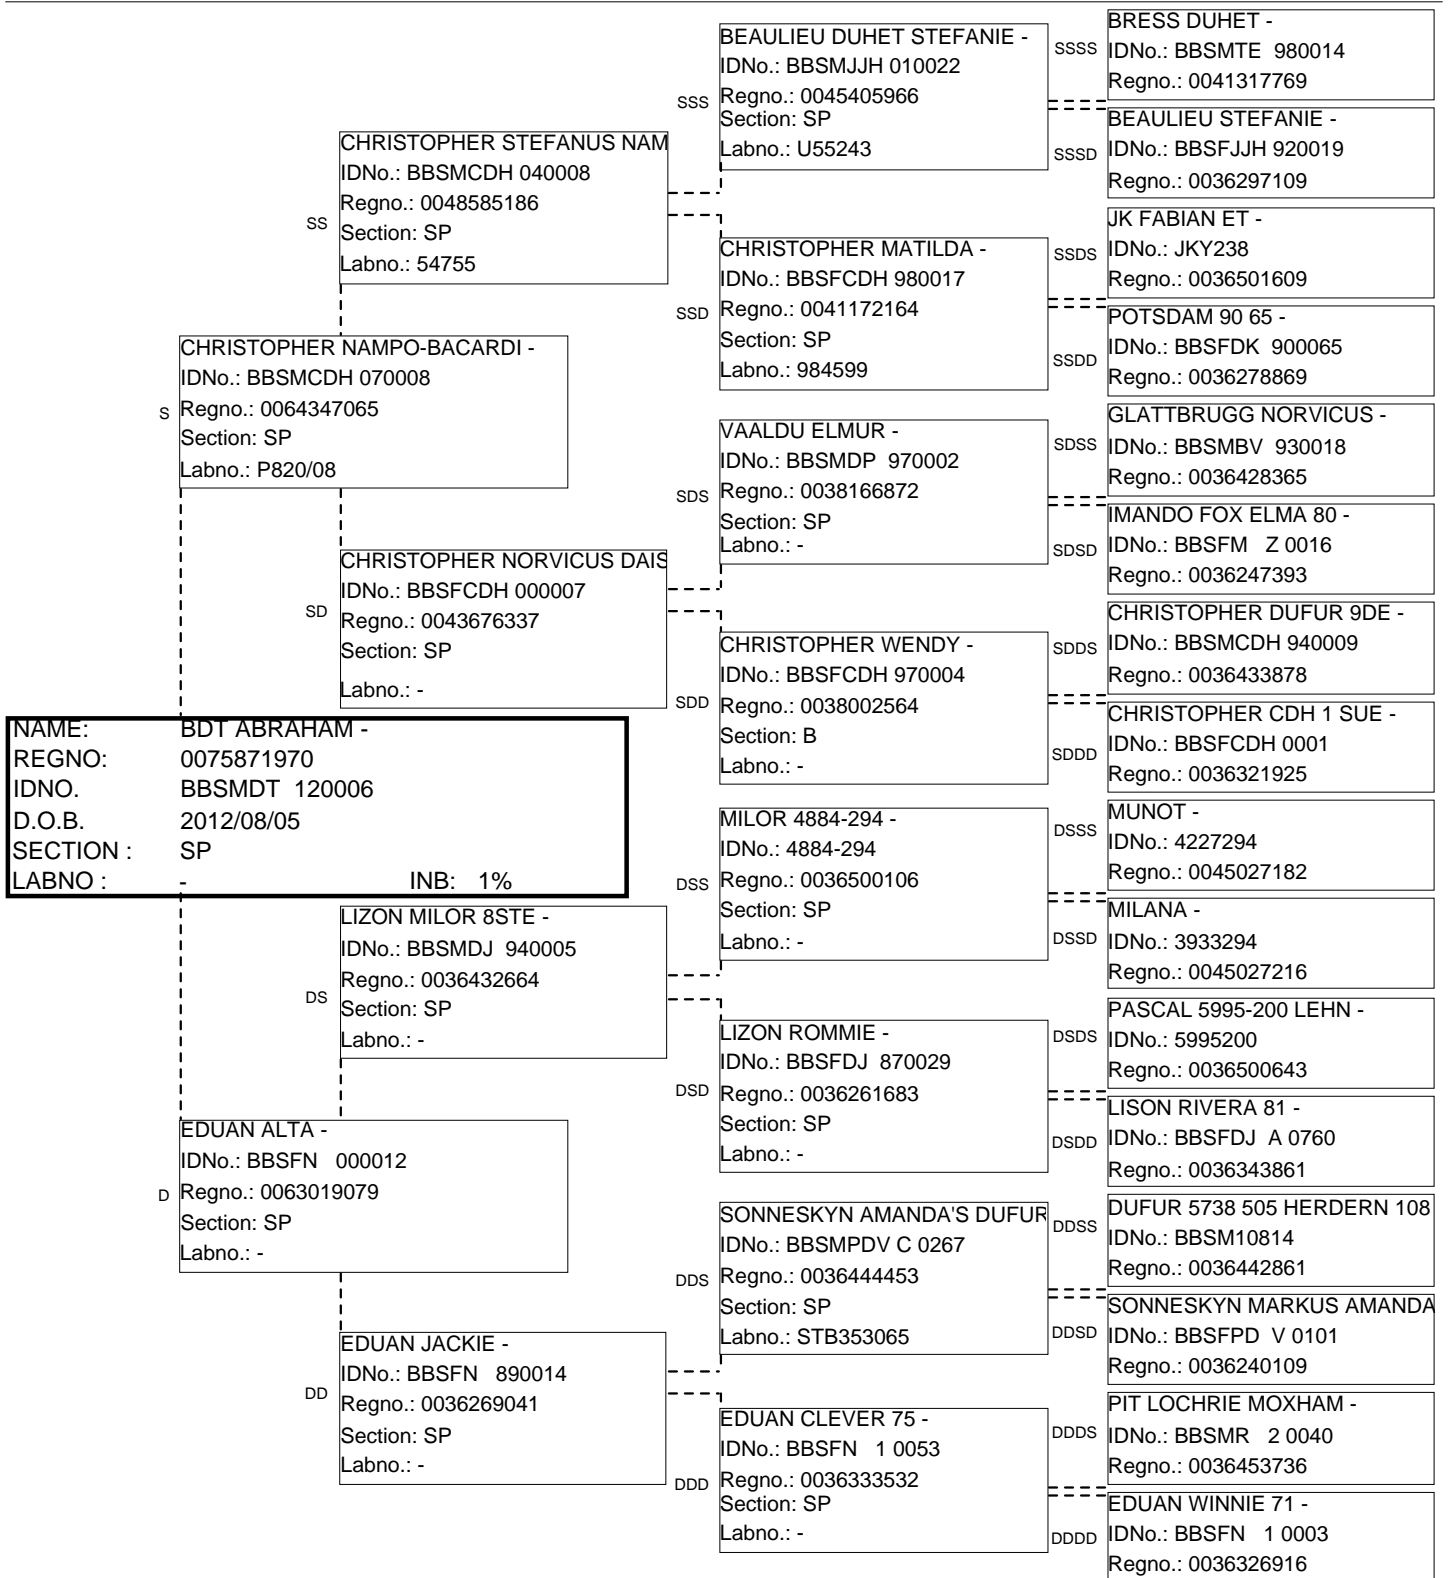 BRESS DUHET -
SSSS
IDNo.: BBSMTE 980014
Regno.: 0041317769
BEAULIEU DUHET STEFANIE -
IDNo.: BBSMJJH 010022
SSS
Regno.: 0045405966
Section: SP
Labno.: U55243
BEAULIEU STEFANIE -
SSSD
IDNo.: BBSFJJH 920019
Regno.: 0036297109
CHRISTOPHER STEFANUS NAM
IDNo.: BBSMCDH 040008
Regno.: 0048585186
SS
Section: SP
Labno.: 54755
JK FABIAN ET -
SSDS
IDNo.: JKY238
Regno.: 0036501609
CHRISTOPHER MATILDA -
IDNo.: BBSFCDH 980017
SSD
Regno.: 0041172164
Section: SP
Labno.: 984599
POTSDAM 90 65 -
SSDD
IDNo.: BBSFDK 900065
Regno.: 0036278869
CHRISTOPHER NAMPO-BACARDI -
IDNo.: BBSMCDH 070008
S
Regno.: 0064347065
Section: SP
Labno.: P820/08
GLATTBRUGG NORVICUS -
SDSS
IDNo.: BBSMBV 930018
Regno.: 0036428365
VAALDU ELMUR -
IDNo.: BBSMDP 970002
SDS
Regno.: 0038166872
Section: SP
Labno.: -
IMANDO FOX ELMA 80 -
SDSD
IDNo.: BBSFM Z 0016
Regno.: 0036247393
CHRISTOPHER NORVICUS DAIS
IDNo.: BBSFCDH 000007
SD
Regno.: 0043676337
Section: SP
Labno.: -
CHRISTOPHER DUFUR 9DE -
SDDS
IDNo.: BBSMCDH 940009
Regno.: 0036433878
CHRISTOPHER WENDY -
IDNo.: BBSFCDH 970004
SDD
Regno.: 0038002564
Section: B
Labno.: -
CHRISTOPHER CDH 1 SUE -
SDDD
IDNo.: BBSFCDH 0001
Regno.: 0036321925
NAME: BDT ABRAHAM -
REGNO: 0075871970
IDNO. BBSMDT 120006
D.O.B. 2012/08/05
SECTION : SP
LABNO : - INB: 1%
MUNOT -
DSSS
IDNo.: 4227294
Regno.: 0045027182
MILOR 4884-294 -
IDNo.: 4884-294
DSS
Regno.: 0036500106
Section: SP
Labno.: -
MILANA -
DSSD
IDNo.: 3933294
Regno.: 0045027216
LIZON MILOR 8STE -
IDNo.: BBSMDJ 940005
Regno.: 0036432664
DS
Section: SP
Labno.: -
PASCAL 5995-200 LEHN -
DSDS
IDNo.: 5995200
Regno.: 0036500643
LIZON ROMMIE -
IDNo.: BBSFDJ 870029
DSD
Regno.: 0036261683
Section: SP
Labno.: -
LISON RIVERA 81 -
DSDD
IDNo.: BBSFDJ A 0760
Regno.: 0036343861
EDUAN ALTA -
IDNo.: BBSFN 000012
D
Regno.: 0063019079
Section: SP
Labno.: -
DUFUR 5738 505 HERDERN 108
DDSS
IDNo.: BBSM10814
Regno.: 0036442861
SONNESKYN AMANDA'S DUFUR
IDNo.: BBSMPDV C 0267
DDS
Regno.: 0036444453
Section: SP
Labno.: STB353065
SONNESKYN MARKUS AMANDA
DDSD
IDNo.: BBSFPD V 0101
Regno.: 0036240109
EDUAN JACKIE -
IDNo.: BBSFN 890014
DD
Regno.: 0036269041
Section: SP
Labno.: -
PIT LOCHRIE MOXHAM -
DDDS
IDNo.: BBSMR 2 0040
Regno.: 0036453736
EDUAN CLEVER 75 -
IDNo.: BBSFN 1 0053
DDD
Regno.: 0036333532
Section: SP
Labno.: -
EDUAN WINNIE 71 -
DDDD
IDNo.: BBSFN 1 0003
Regno.: 0036326916